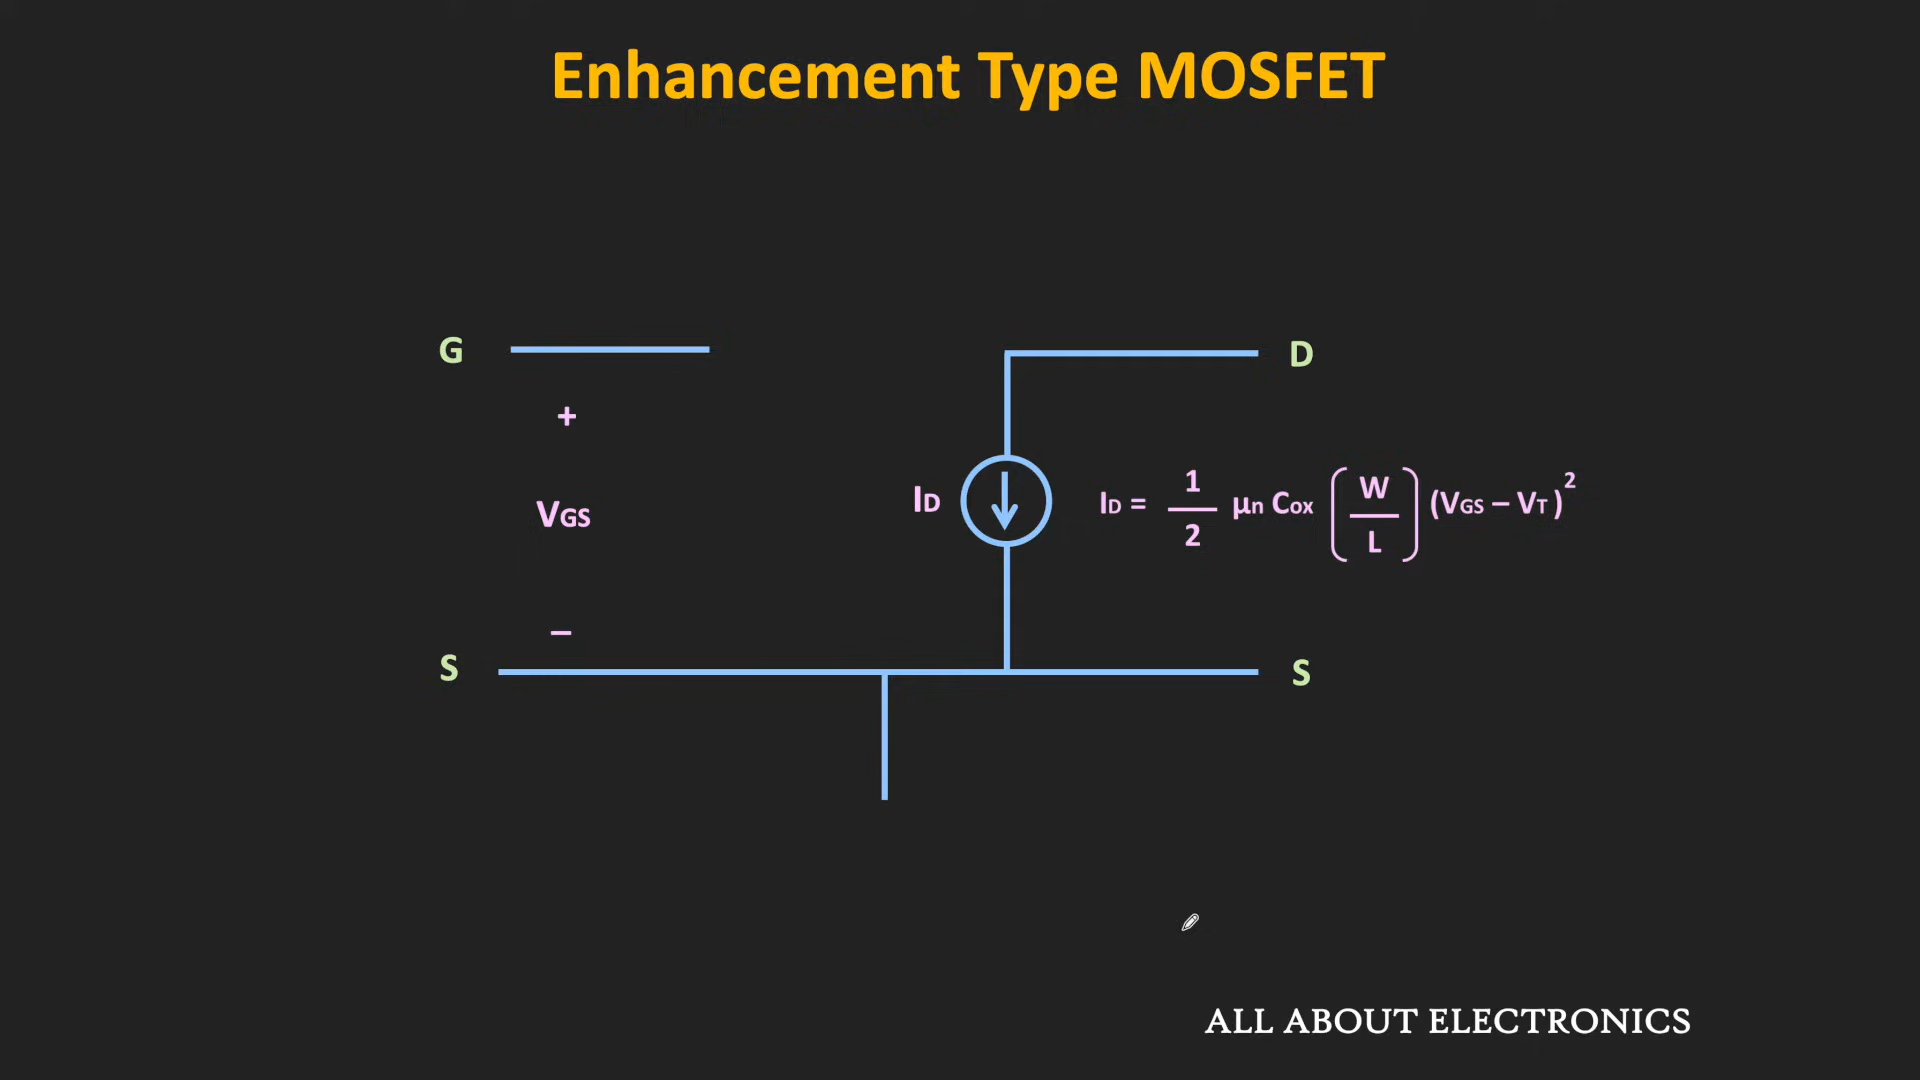 Enhancement Type MOSFET
G
D
+
VGS
ID
ID = 1/2 μn Cox (W/L) (VGS – VT)²
–
S
S
ALL ABOUT ELECTRONICS